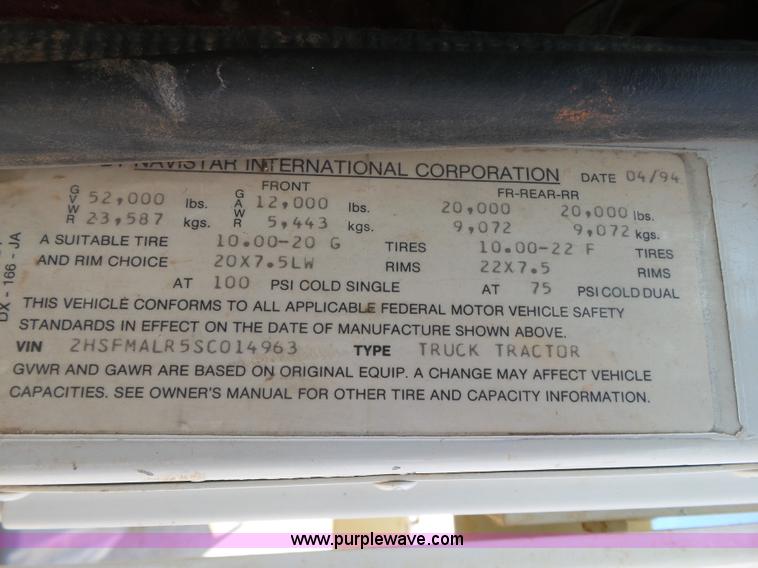 NAVISTAR INTERNATIONAL CORPORATION DATE 04/94
FRONT FR-REAR-RR
GVWR 52,000 lbs. GAWR 12,000 lbs. 20,000 20,000 lbs.
23,587 kgs. 5,443 kgs. 9,072 9,072 kgs.
A SUITABLE TIRE 10.00-20 G TIRES 10.00-22 F TIRES
AND RIM CHOICE 20X7.5LW RIMS 22X7.5 RIMS
AT 100 PSI COLD SINGLE AT 75 PSI COLD DUAL
THIS VEHICLE CONFORMS TO ALL APPLICABLE FEDERAL MOTOR VEHICLE SAFETY
STANDARDS IN EFFECT ON THE DATE OF MANUFACTURE SHOWN ABOVE.
VIN 2HSFMALR5SC014963 TYPE TRUCK TRACTOR
GVWR AND GAWR ARE BASED ON ORIGINAL EQUIP. A CHANGE MAY AFFECT VEHICLE
CAPACITIES. SEE OWNER'S MANUAL FOR OTHER TIRE AND CAPACITY INFORMATION.
DX - 166 - JA
www.purplewave.com